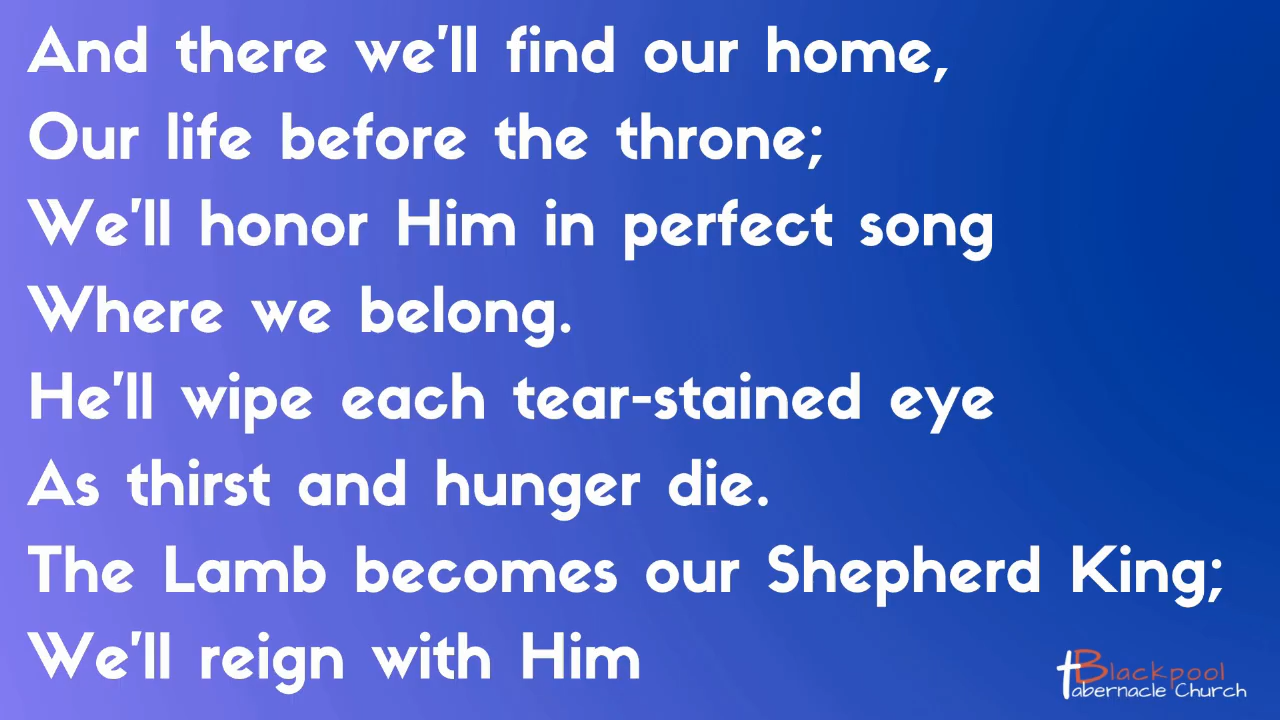 And there we'll find our home,
Our life before the throne;
We'll honor Him in perfect song
Where we belong.
He'll wipe each tear-stained eye
As thirst and hunger die.
The Lamb becomes our Shepherd King;
We'll reign with Him
Blackpool
Tabernacle Church